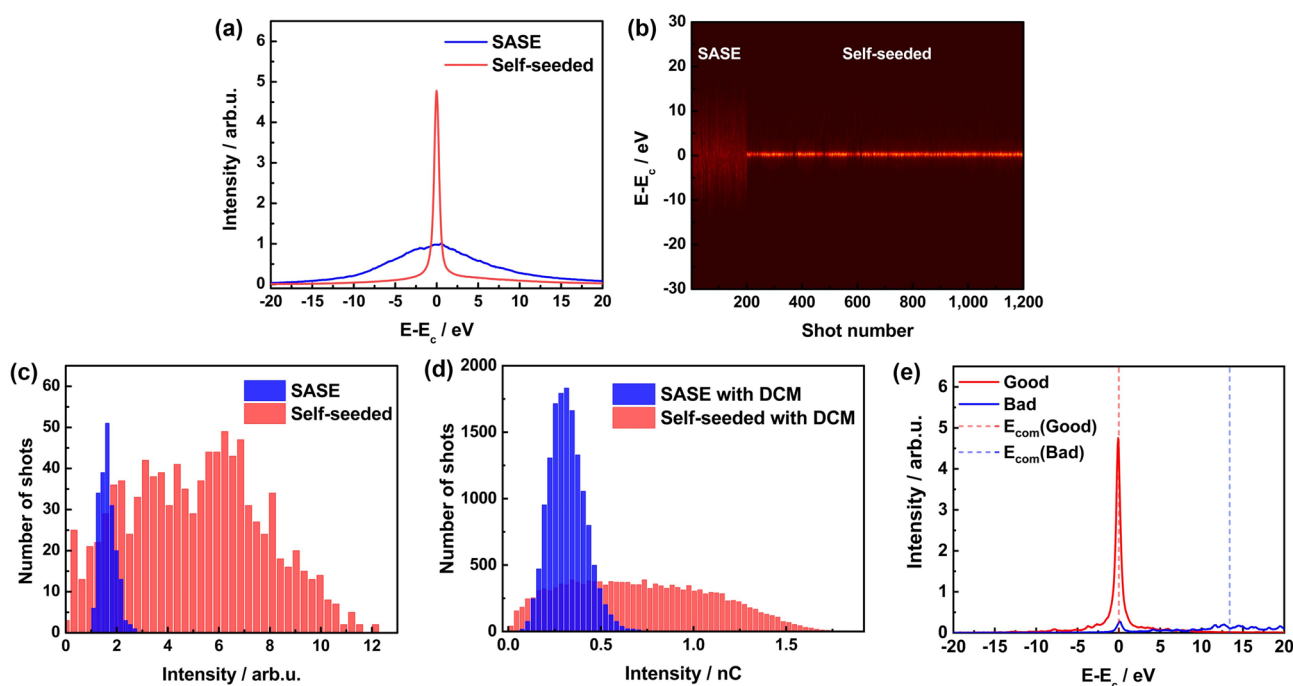 (a)
SASE
Self-seeded
Intensity / arb.u.
6
5
4
3
2
1
0
-20 -15 -10 -5 0 5 10 15 20
E-Ec / eV
(b)
SASE Self-seeded
E-Ec / eV
30
20
10
0
-10
-20
-30
200 400 600 800 1,000 1,200
Shot number
(c)
SASE
Self-seeded
Number of shots
60
50
40
30
20
10
0
0 2 4 6 8 10 12
Intensity / arb.u.
(d)
SASE with DCM
Self-seeded with DCM
Number of shots
2000
1500
1000
500
0
0.0 0.5 1.0 1.5
Intensity / nC
(e)
Good
Bad
Ecom(Good)
Ecom(Bad)
Intensity / arb.u.
6
5
4
3
2
1
0
-20 -15 -10 -5 0 5 10 15 20
E-Ec / eV